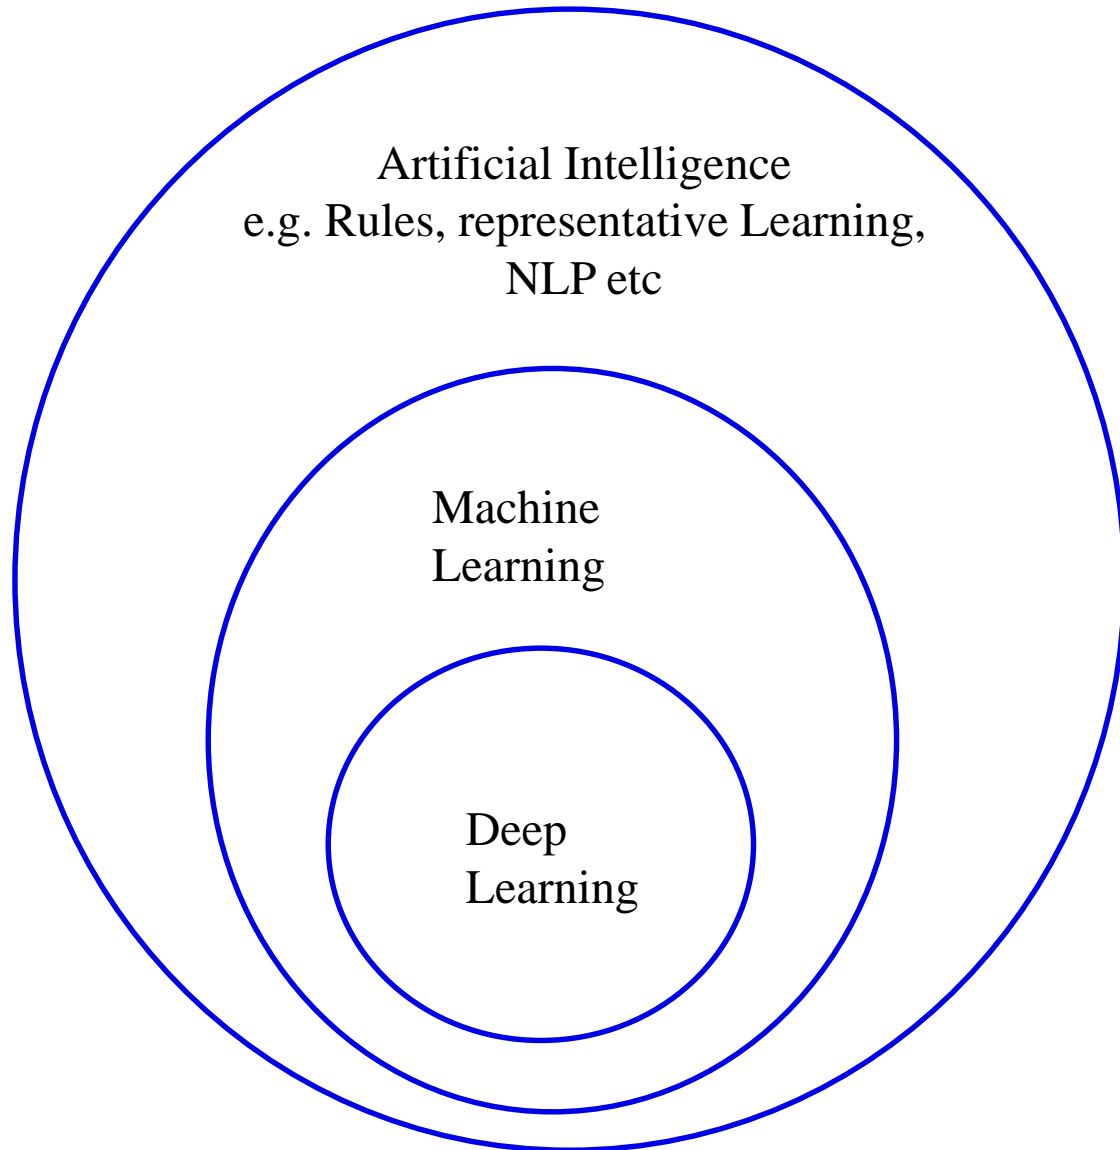 Artificial Intelligence
e.g. Rules, representative Learning,
NLP etc
Machine
Learning
Deep
Learning